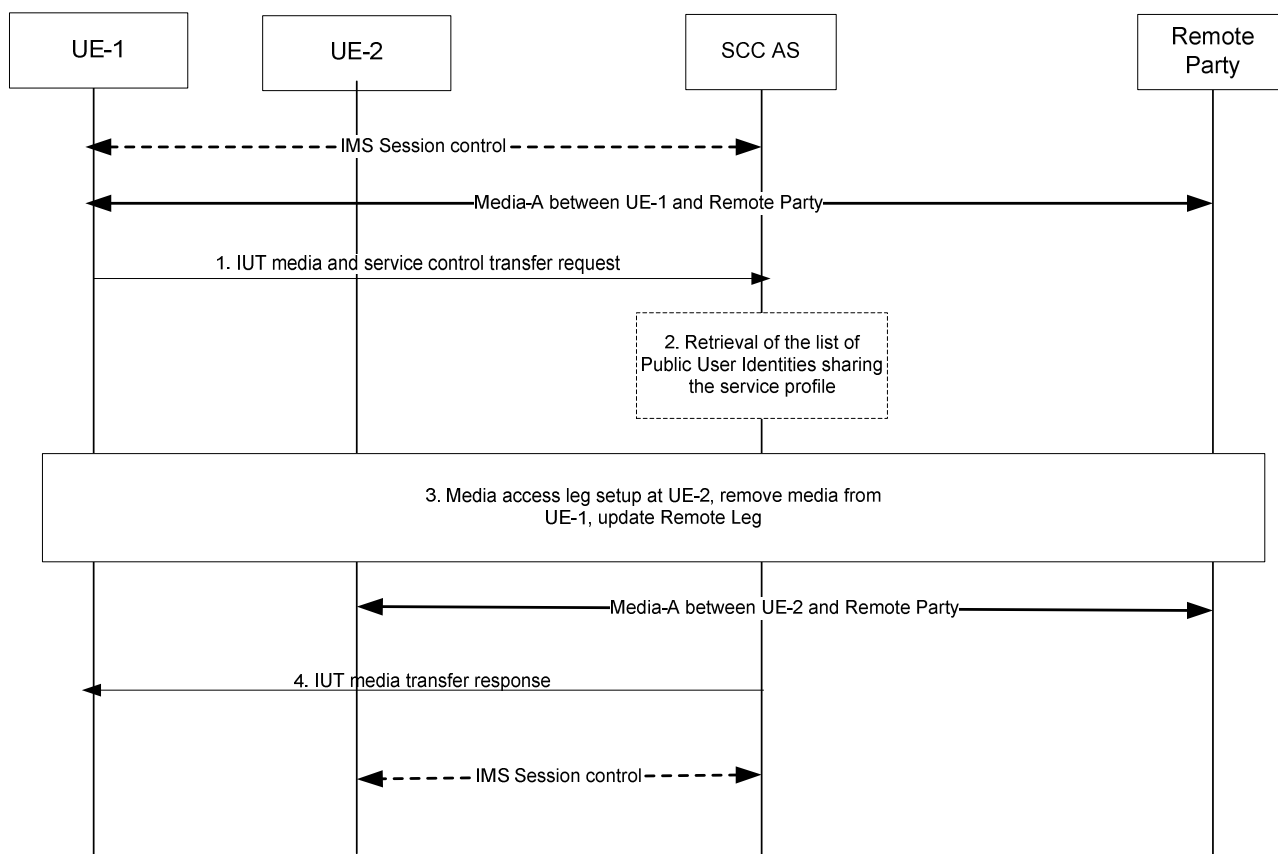 UE-1
UE-2
SCC AS
Remote
Party
IMS Session control
Media-A between UE-1 and Remote Party
1. IUT media and service control transfer request
2. Retrieval of the list of
Public User Identities sharing
the service profile
3. Media access leg setup at UE-2, remove media from
UE-1, update Remote Leg
Media-A between UE-2 and Remote Party
4. IUT media transfer response
IMS Session control